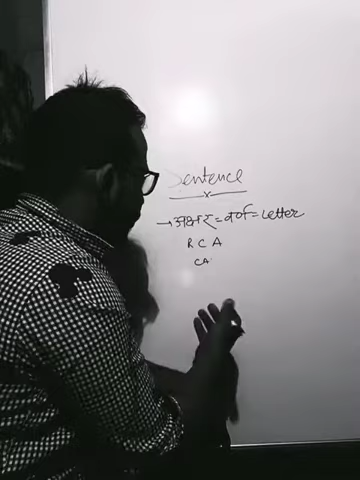 Sentence
→ अक्षर = वर्ण = Letter
R C A
CA